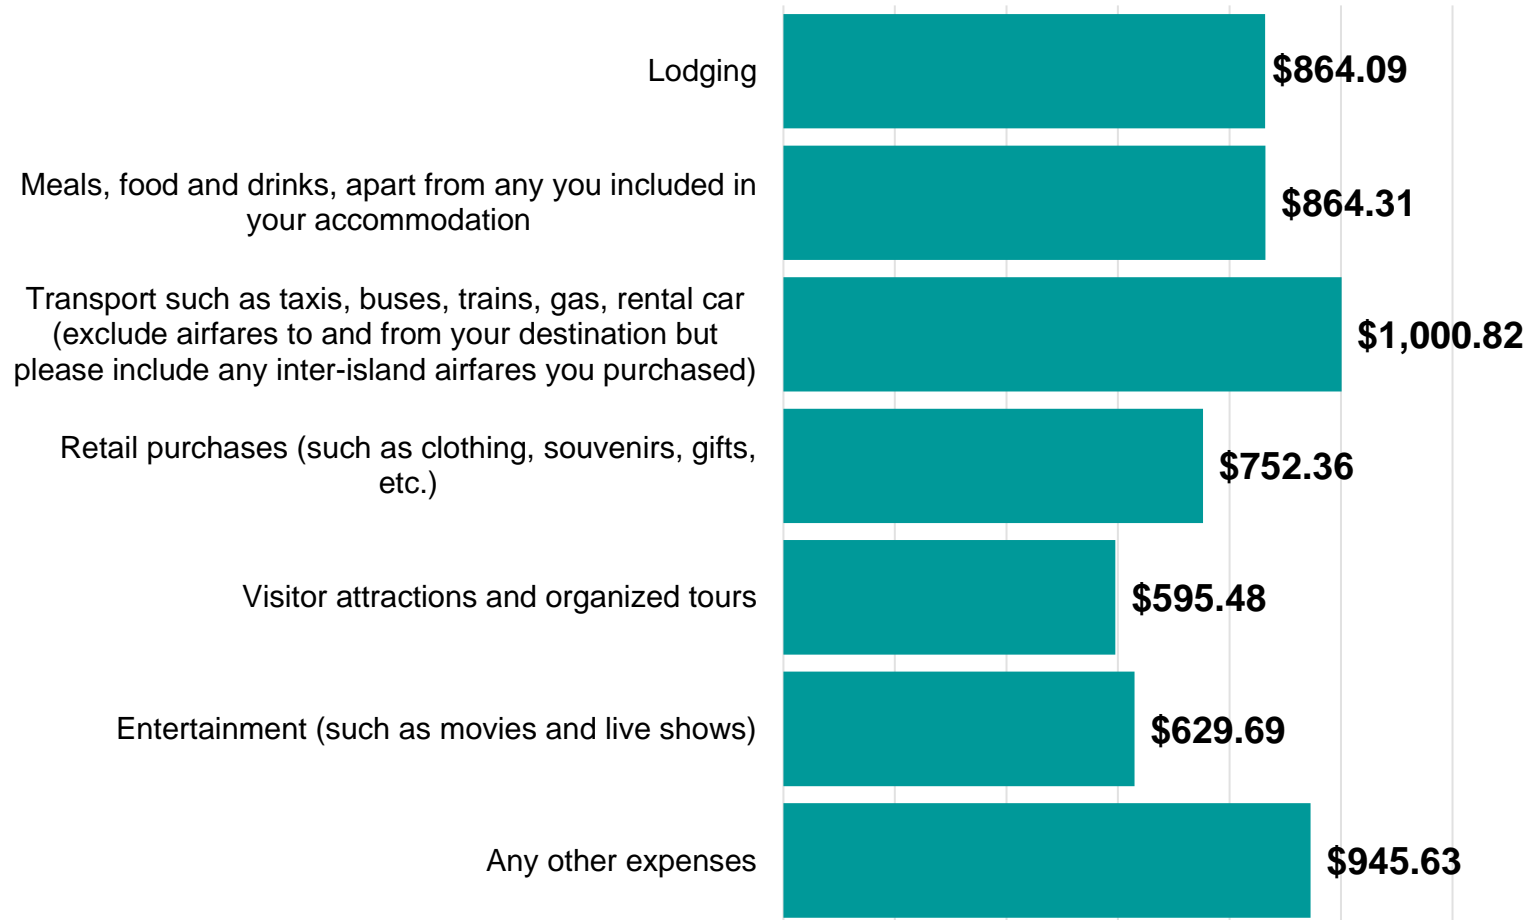 Lodging
$864.09
Meals, food and drinks, apart from any you included in
your accommodation
$864.31
Transport such as taxis, buses, trains, gas, rental car
(exclude airfares to and from your destination but
please include any inter-island airfares you purchased)
$1,000.82
Retail purchases (such as clothing, souvenirs, gifts,
etc.)
$752.36
Visitor attractions and organized tours
$595.48
Entertainment (such as movies and live shows)
$629.69
Any other expenses
$945.63